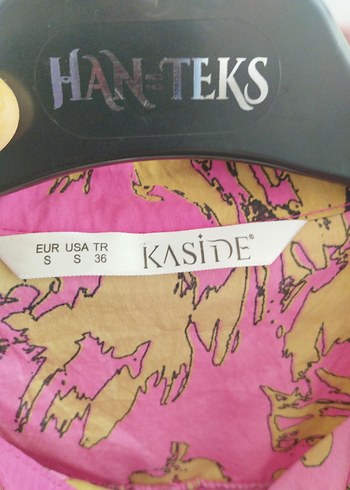 HAN-TEKS
EUR USA TR
S S 36
KASİDE®